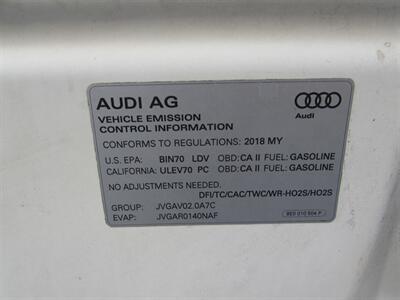 AUDI AG
Audi
VEHICLE EMISSION
CONTROL INFORMATION
CONFORMS TO REGULATIONS: 2018 MY
U.S. EPA: BIN70 LDV OBD: CA II FUEL: GASOLINE
CALIFORNIA: ULEV70 PC OBD: CA II FUEL: GASOLINE
NO ADJUSTMENTS NEEDED.
DFI/TC/CAC/TWC/WR-HO2S/HO2S
GROUP: JVGAV02.0A7C
EVAP: JVGAR0140NAF